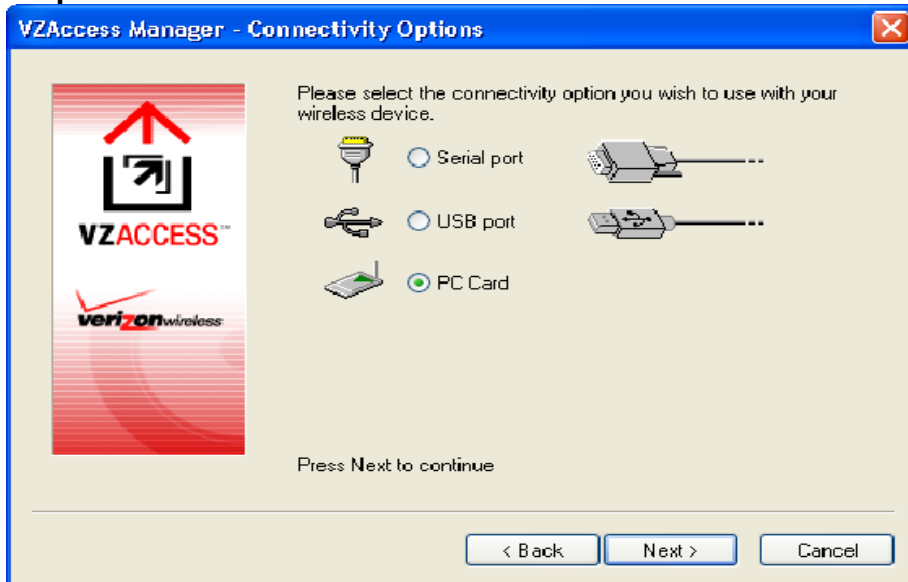 VZAccess Manager - Connectivity Options
Please select the connectivity option you wish to use with your
wireless device.
Serial port
USB port
PC Card
VZACCESS™
verizonwireless
Press Next to continue
< Back
Next >
Cancel